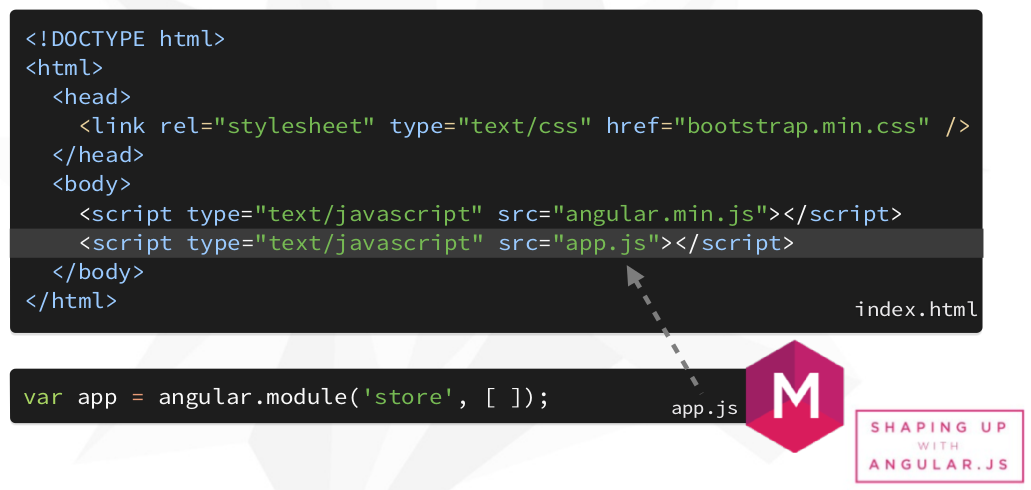 <!DOCTYPE html>
<html>
<head>
<link rel="stylesheet" type="text/css" href="bootstrap.min.css" />
</head>
<body>
<script type="text/javascript" src="angular.min.js"></script>
<script type="text/javascript" src="app.js"></script>
</body>
</html>
index.html
var app = angular.module('store', [ ]);
app.js
M
SHAPING UP
WITH
ANGULAR.JS